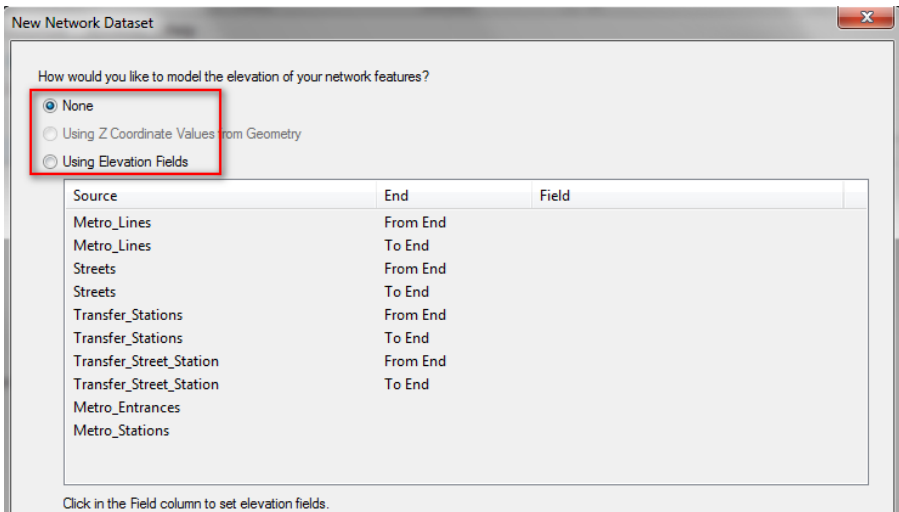 New Network Dataset
How would you like to model the elevation of your network features?
None
Using Z Coordinate Values from Geometry
Using Elevation Fields
Source End Field
Metro_Lines From End
Metro_Lines To End
Streets From End
Streets To End
Transfer_Stations From End
Transfer_Stations To End
Transfer_Street_Station From End
Transfer_Street_Station To End
Metro_Entrances
Metro_Stations
Click in the Field column to set elevation fields.